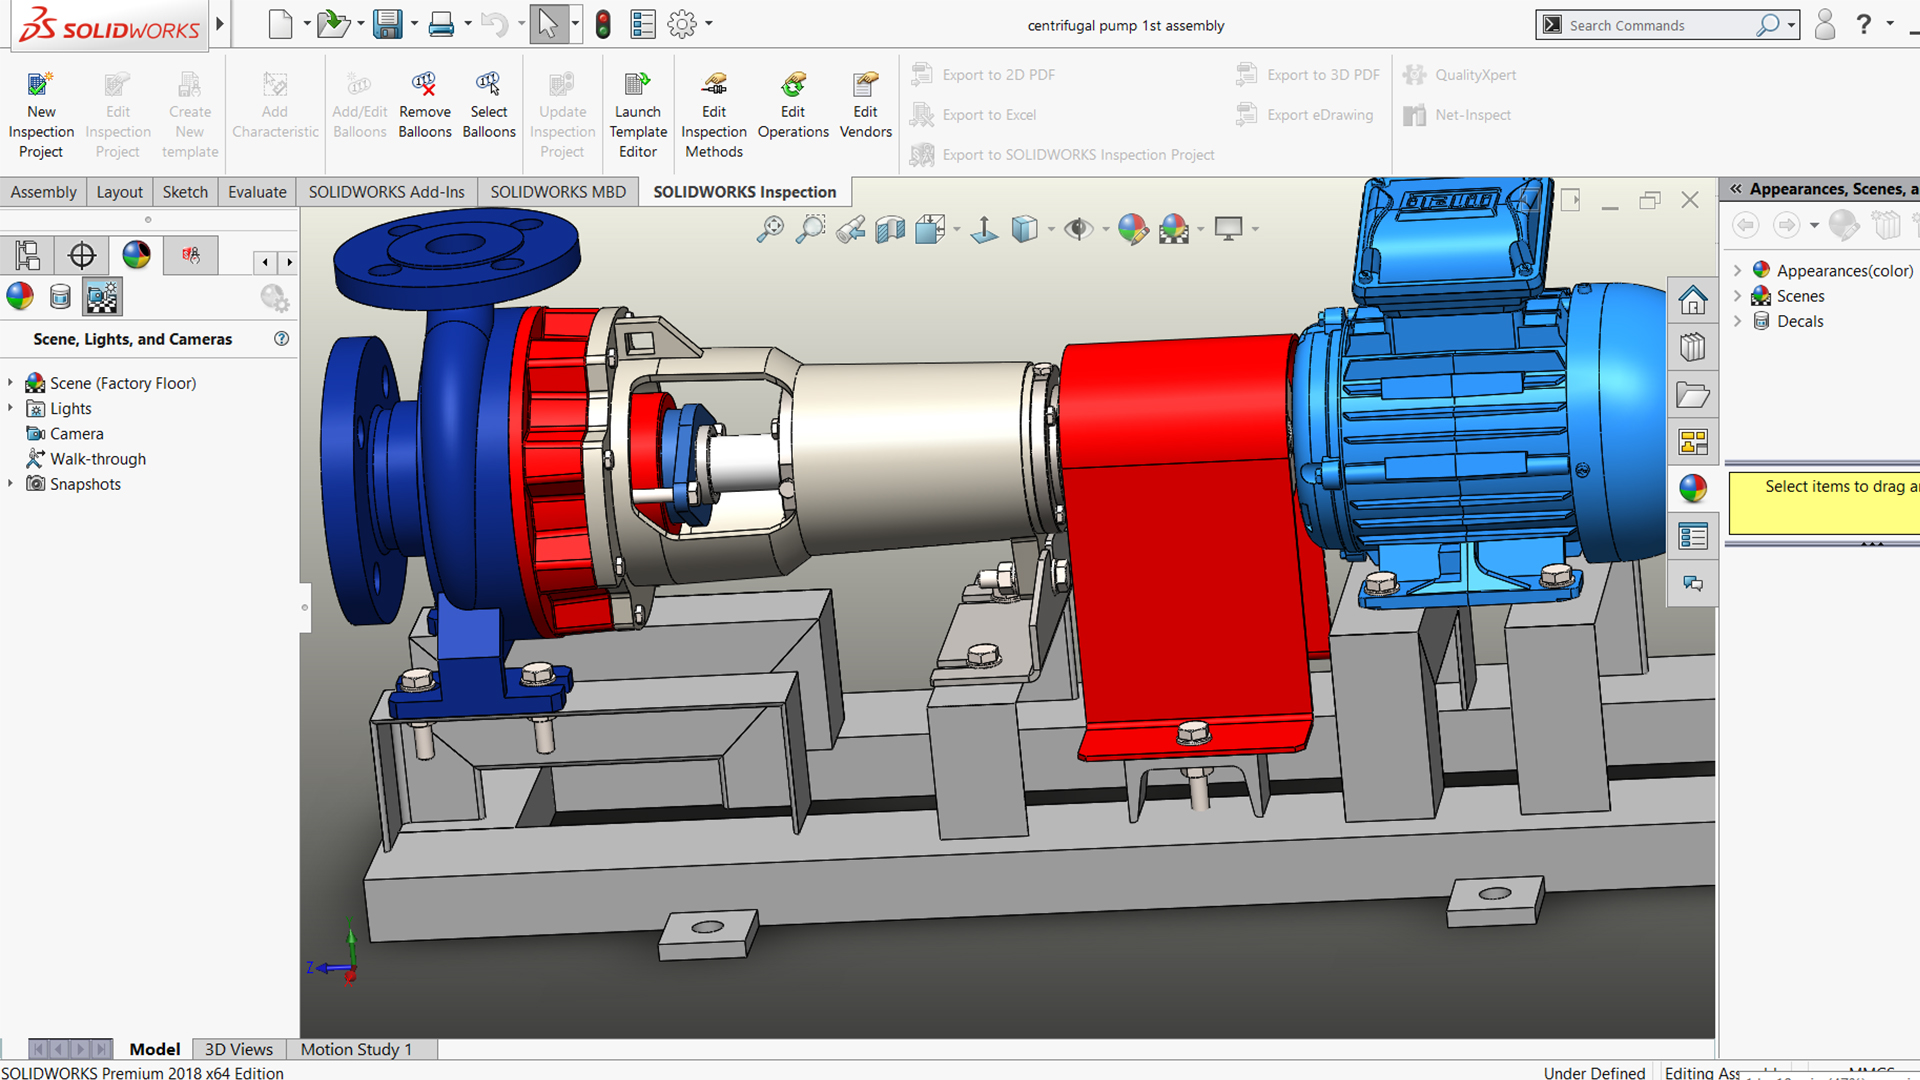 SOLIDWORKS
centrifugal pump 1st assembly
Search Commands
?
New Inspection Project
Edit Inspection Project
Create New template
Add Characteristic
Add/Edit Balloons
Remove Balloons
Select Balloons
Update Inspection Project
Launch Template Editor
Edit Inspection Methods
Edit Operations
Edit Vendors
Export to 2D PDF
Export to Excel
Export to SOLIDWORKS Inspection Project
Export to 3D PDF
Export eDrawing
QualityXpert
Net-Inspect
Assembly
Layout
Sketch
Evaluate
SOLIDWORKS Add-Ins
SOLIDWORKS MBD
SOLIDWORKS Inspection
Scene, Lights, and Cameras
?
Scene (Factory Floor)
Lights
Camera
Walk-through
Snapshots
Appearances, Scenes, a
Appearances(color)
Scenes
Decals
Select items to drag a
Z
Model
3D Views
Motion Study 1
SOLIDWORKS Premium 2018 x64 Edition
Under Defined
Editing Ass